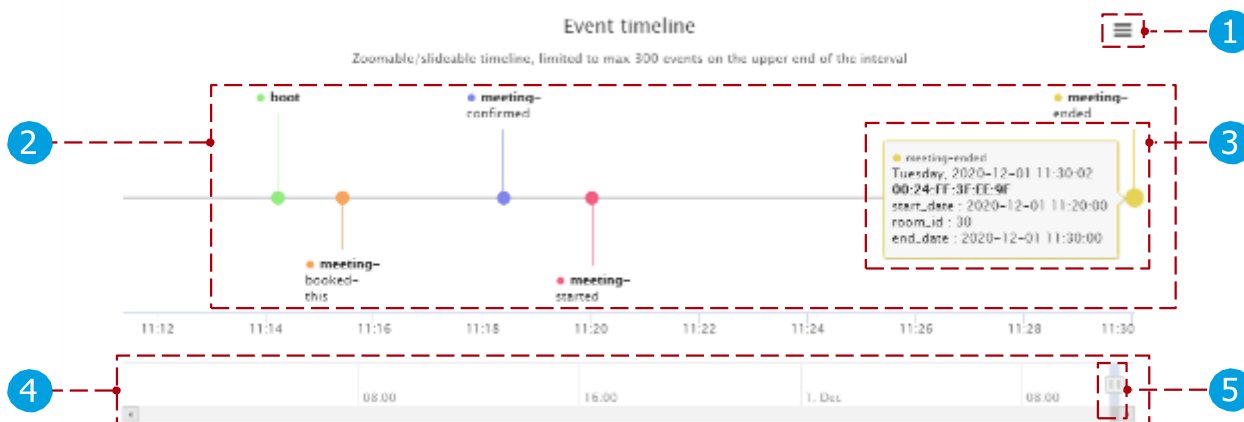 Event timeline
1
Zoomable/slideable timeline, limited to max 300 events on the upper end of the interval
boot
meeting-
confirmed
meeting-
ended
2
3
meeting-ended
Tuesday, 2020-12-01 11:30:02
00-24-FF-3F-EE-9F
start_date : 2020-12-01 11:20:00
room_id : 30
end_date : 2020-12-01 11:30:00
meeting-
booked-
this
meeting-
started
11:12 11:14 11:16 11:18 11:20 11:22 11:24 11:26 11:28 11:30
4
5
08:00 16:00 1. Dec 08:00